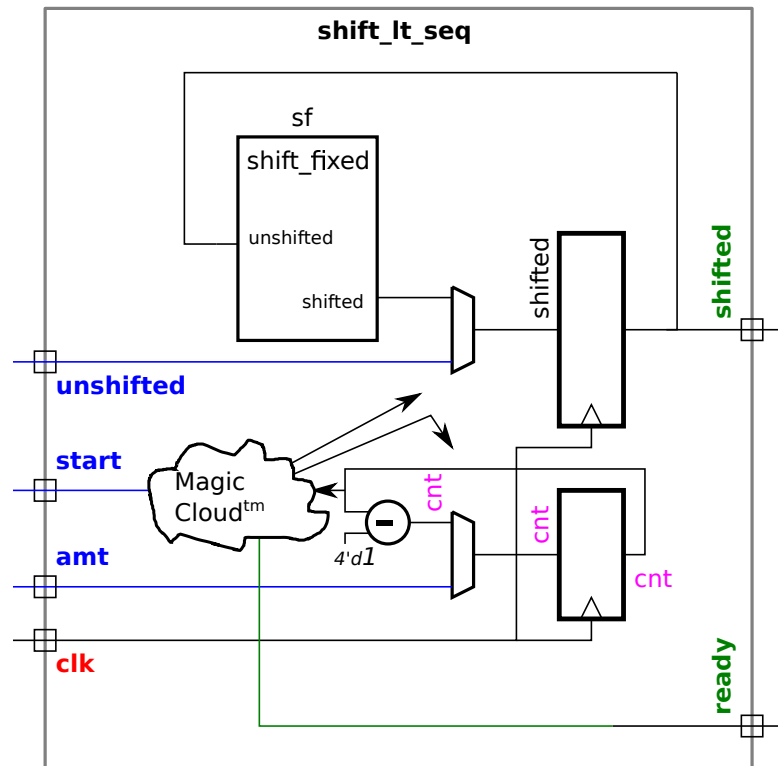 shift_lt_seq
sf
shift_fixed
unshifted
shifted
shifted
shifted
unshifted
start
Magic
Cloudtm
cnt
cnt
4'd1
amt
cnt
clk
ready